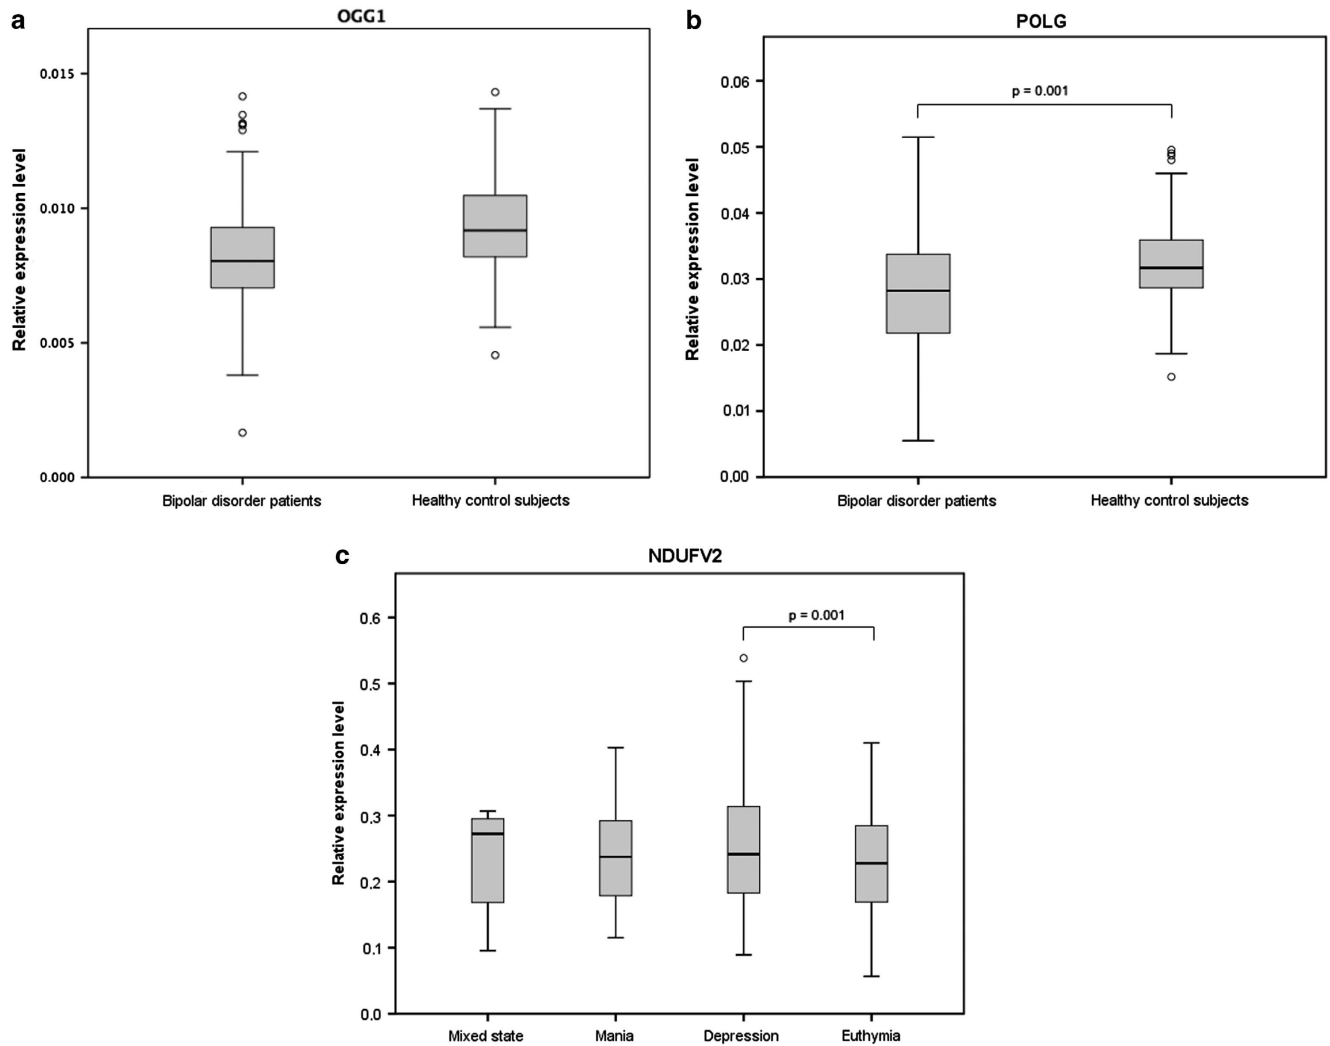 a
OGG1
Relative expression level
0.015
0.010
0.005
0.000
Bipolar disorder patients
Healthy control subjects
b
POLG
Relative expression level
p = 0.001
0.06
0.05
0.04
0.03
0.02
0.01
0.00
Bipolar disorder patients
Healthy control subjects
c
NDUFV2
Relative expression level
p = 0.001
0.6
0.5
0.4
0.3
0.2
0.1
0.0
Mixed state
Mania
Depression
Euthymia